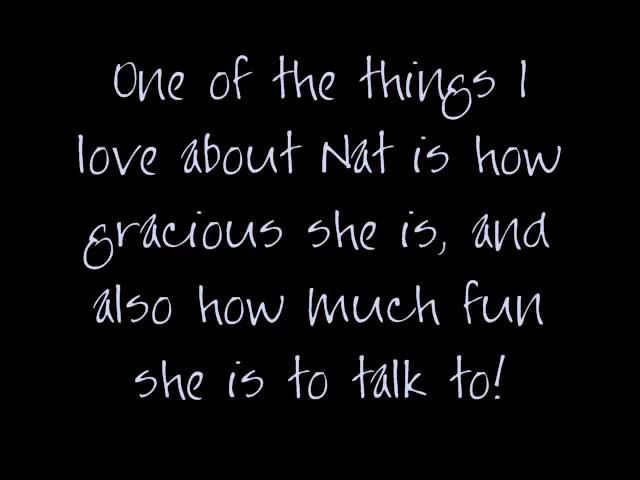 One of the things I
love about Nat is how
gracious she is, and
also how much fun
she is to talk to!